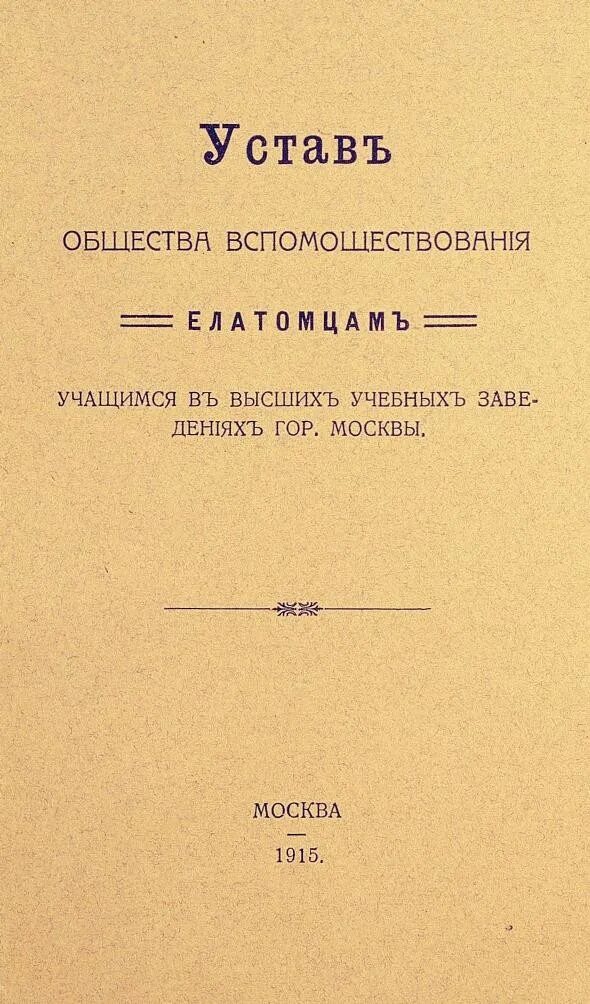 Уставъ
ОБЩЕСТВА ВСПОМОЩЕСТВОВАНІЯ
ЕЛАТОМЦАМЪ
УЧАЩИМСЯ ВЪ ВЫСШИХЪ УЧЕБНЫХЪ ЗАВЕ-
ДЕНІЯХЪ ГОР. МОСКВЫ.
МОСКВА
1915.